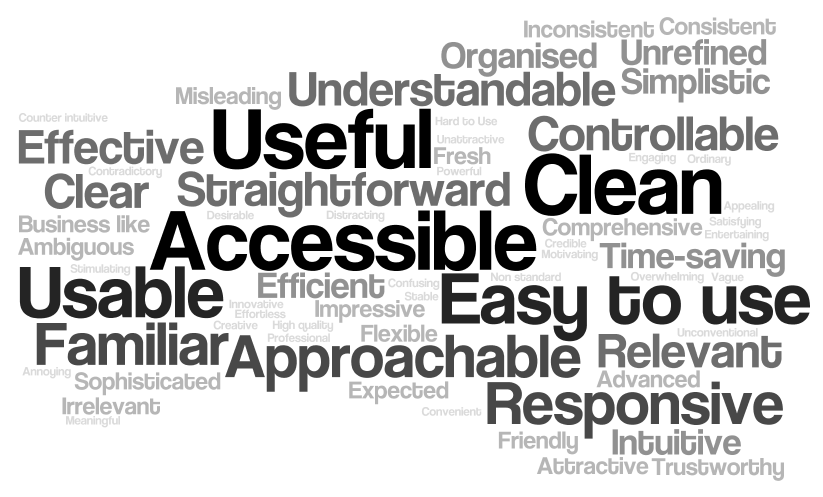 Inconsistent Consistent
Organised Unrefined
Misleading Understandable Simplistic
Counter intuitive
Effective Useful Hard to Use Controllable
Unattractive
Fresh Engaging Ordinary
Contradictory Powerful
Clear Straightforward Clean
Appealing
Business like Desirable Distracting Comprehensive Satisfying
Entertaining
Ambiguous Accessible Credible
Motivating Time-saving
Stimulating
Usable Efficient Confusing Non standard Overwhelming Vague
Stable Easy to use
Innovative Impressive
Effortless
Creative High quality Flexible Unconventional
Professional
Familiar Approachable Relevant
Annoying Sophisticated Advanced
Expected
Irrelevant Convenient Responsive
Meaningful
Friendly Intuitive
Attractive Trustworthy